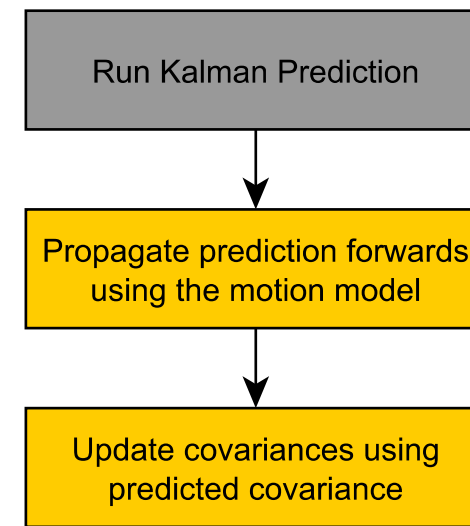 Run Kalman Prediction
Propagate prediction forwards
using the motion model
Update covariances using
predicted covariance